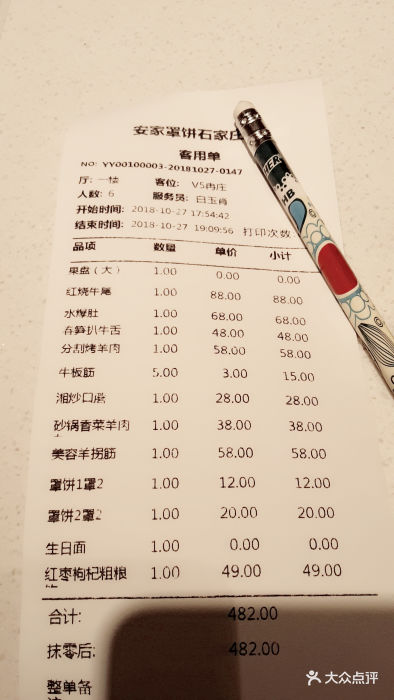 安家罩饼石家庄
客用单
NO: YY00100003-20181027-0147
厅: 一楼 客位: V5冉庄
人数: 6 服务员: 白玉肖
开始时间: 2018-10-27 17:54:42
结束时间: 2018-10-27 19:09:56 打印次数
品项 数量 单价 小计
果盘（大） 1.00 0.00 0.00
红烧牛尾 1.00 88.00 88.00
水爆肚 1.00 68.00 68.00
春笋扒牛舌 1.00 48.00 48.00
分刮烤羊肉 1.00 58.00 58.00
牛板筋 5.00 3.00 15.00
湘炒口蘑 1.00 28.00 28.00
砂锅香菜羊肉 1.00 38.00 38.00
美容羊拐筋 1.00 58.00 58.00
罩饼1罩2 1.00 12.00 12.00
罩饼2罩2 1.00 20.00 20.00
生日面 1.00 0.00 0.00
红枣枸杞粗粮 1.00 49.00 49.00
合计: 482.00
抹零后: 482.00
整单备
HB
大众点评